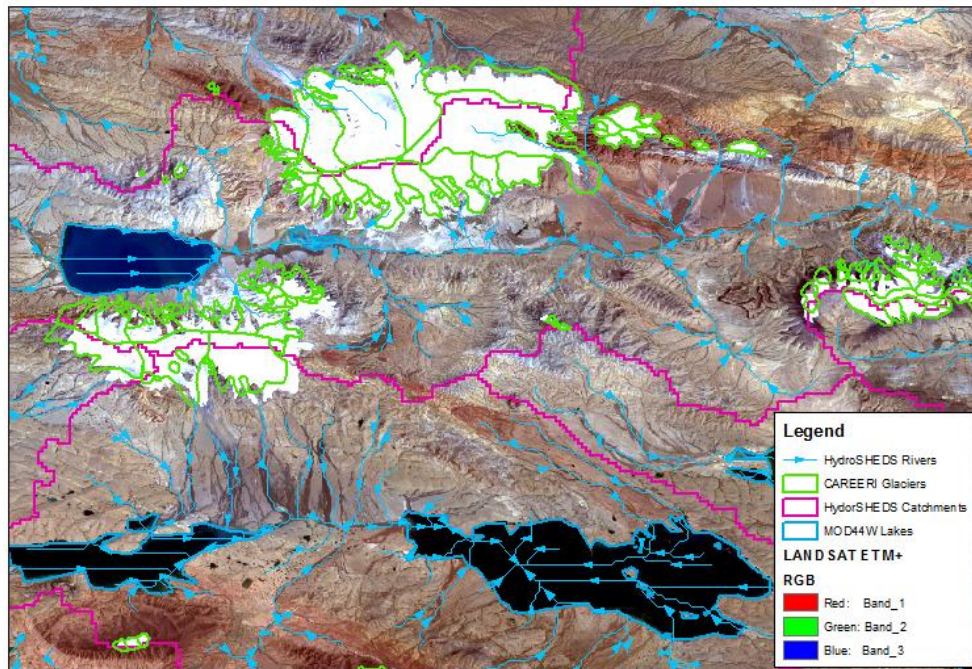 Legend
HydroSHEDS Rivers
CAREERI Glaciers
HydorSHEDS Catchments
MOD44W Lakes
LANDSAT ETM+
RGB
Red: Band_1
Green: Band_2
Blue: Band_3